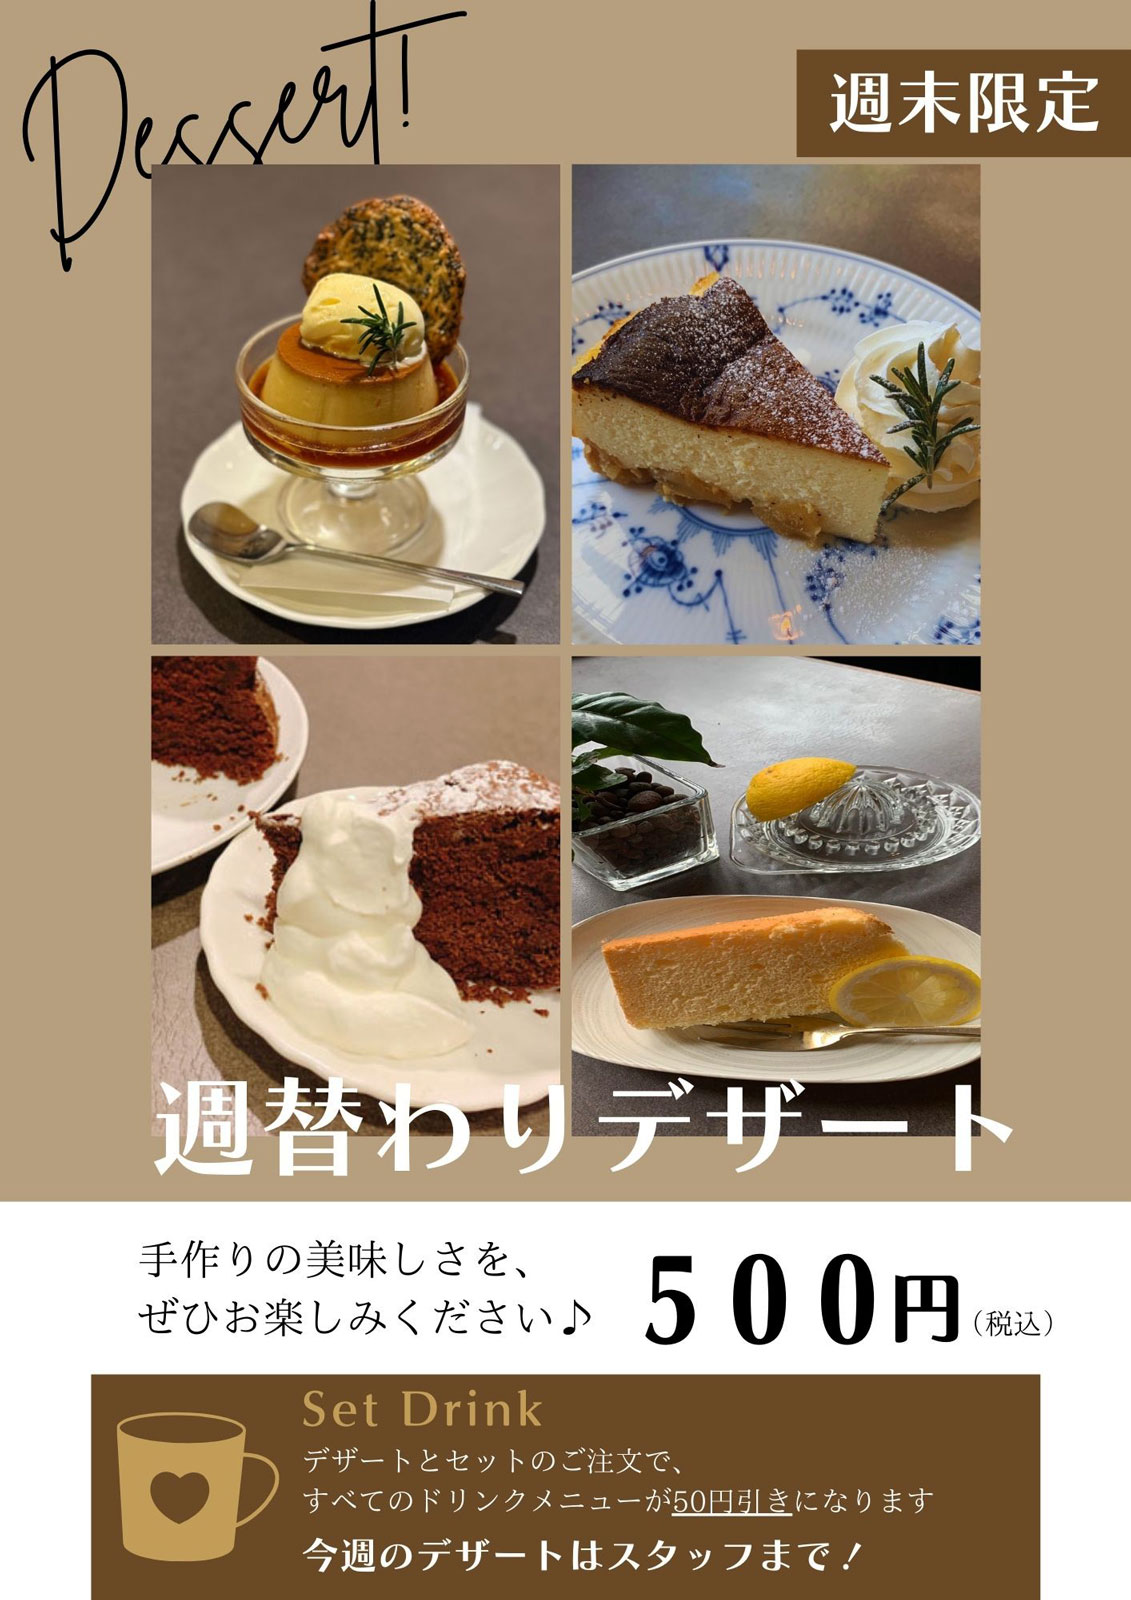 Dessert!
週末限定
週替わりデザート
手作りの美味しさを、
ぜひお楽しみください♪
500円(税込)
Set Drink
デザートとセットのご注文で、
すべてのドリンクメニューが50円引きになります
今週のデザートはスタッフまで!